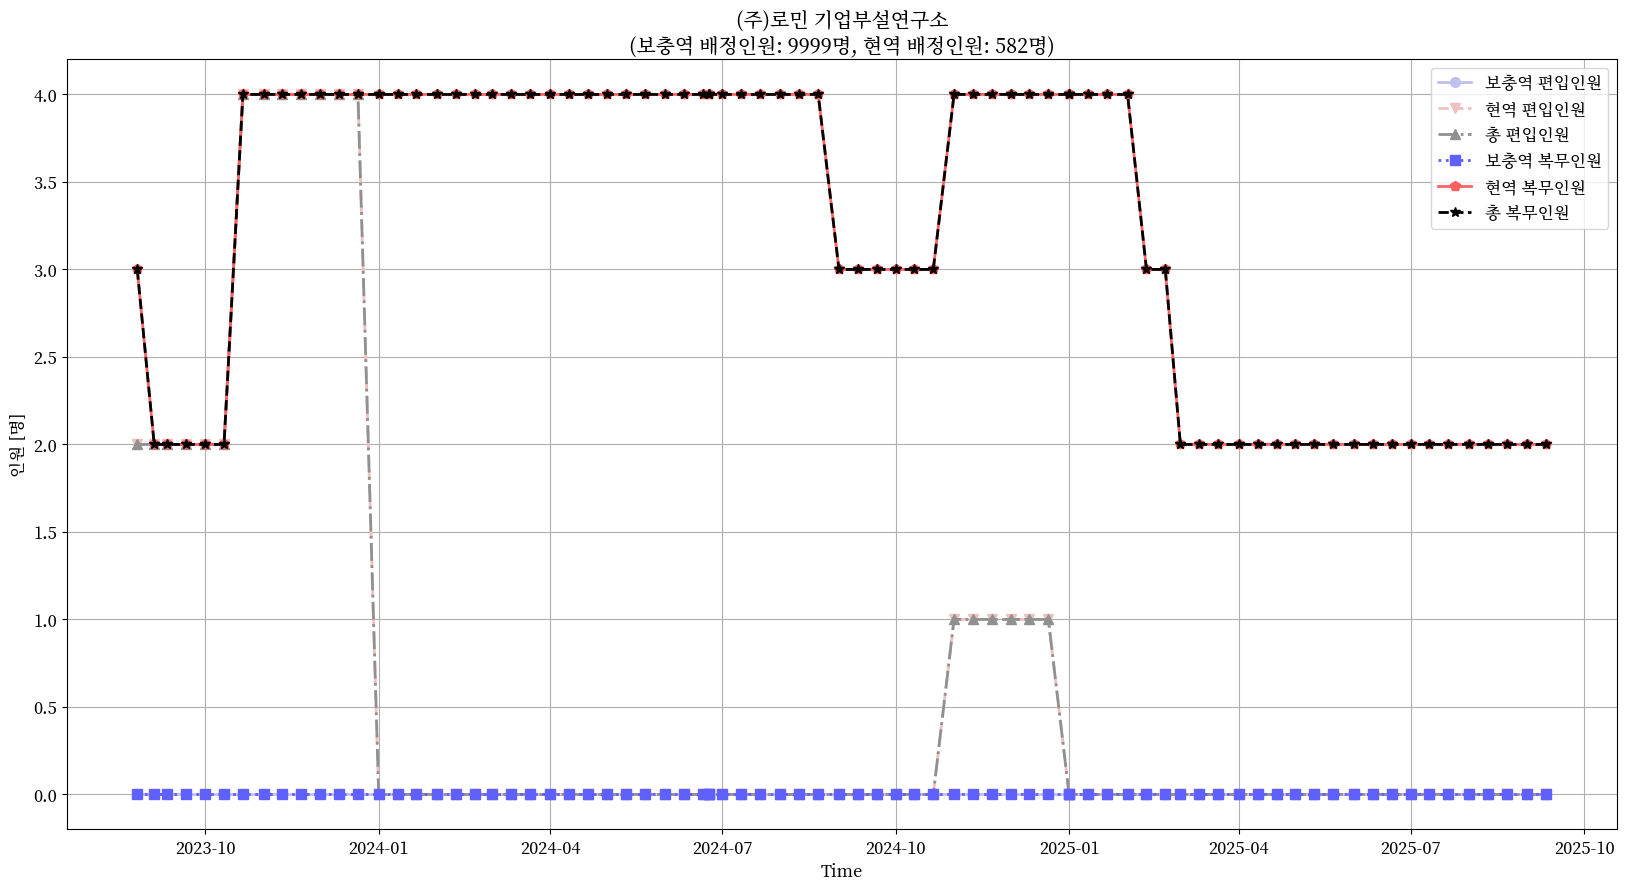 (주)로민 기업부설연구소
(보충역 배정인원: 9999명, 현역 배정인원: 582명)
보충역 편입인원
현역 편입인원
총 편입인원
보충역 복무인원
현역 복무인원
총 복무인원
인원 [명]
4.0
3.5
3.0
2.5
2.0
1.5
1.0
0.5
0.0
2023-10
2024-01
2024-04
2024-07
2024-10
2025-01
2025-04
2025-07
2025-10
Time